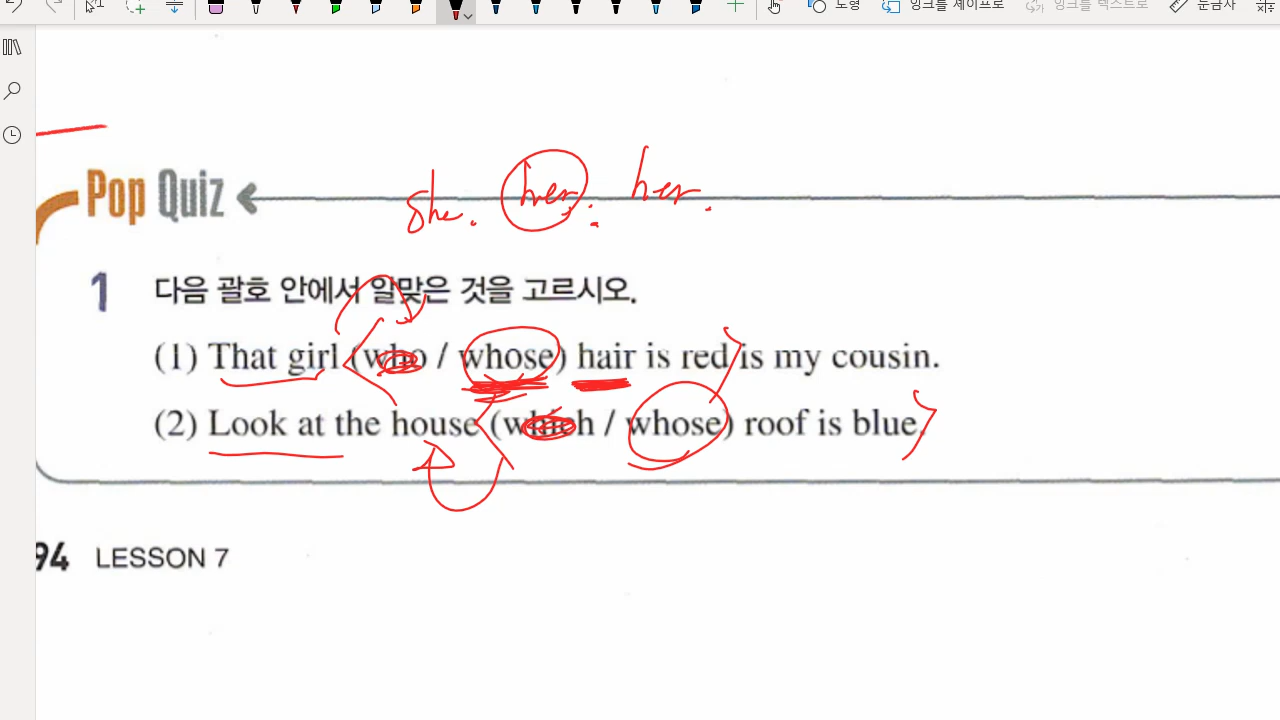 도형 잉크를 셰이프로 잉크를 텍스트로 눈금자
she. her. her.
Pop Quiz
1 다음 괄호 안에서 알맞은 것을 고르시오.
(1) That girl (who / whose) hair is red is my cousin.
(2) Look at the house (which / whose) roof is blue.
94 LESSON 7